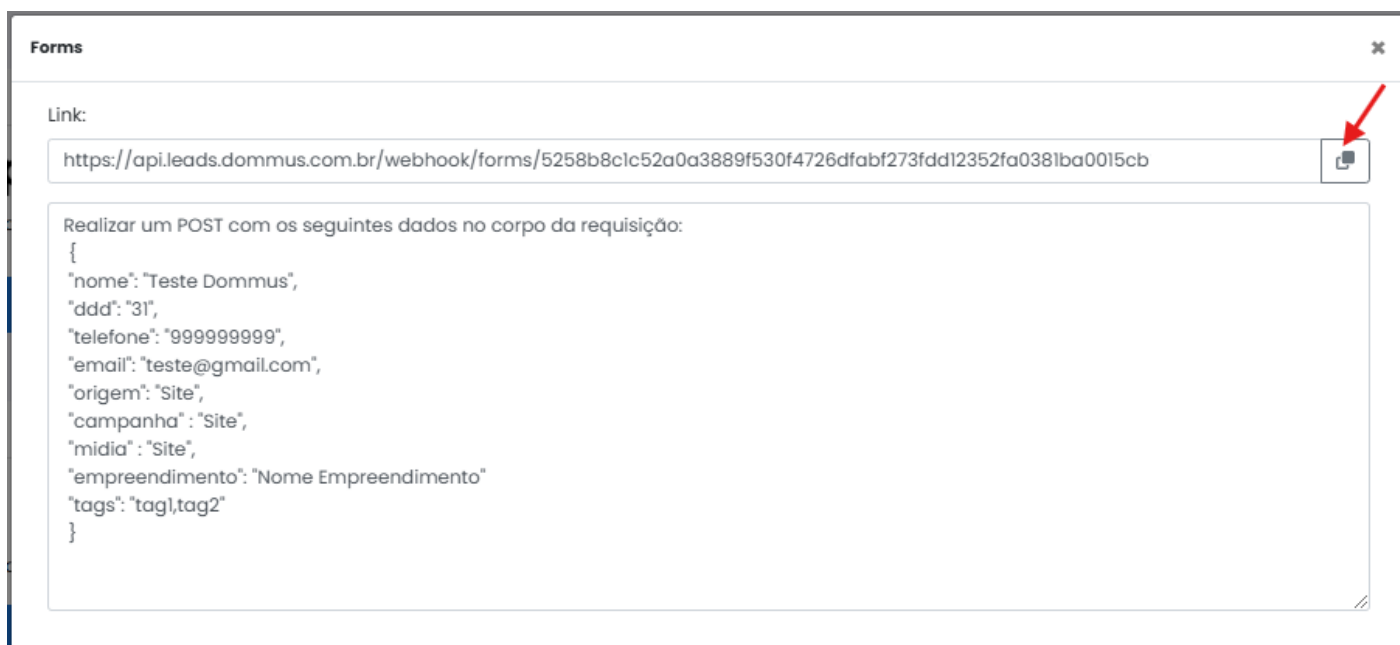 Forms
Link:
https://api.leads.dommus.com.br/webhook/forms/5258b8c1c52a0a3889f530f4726dfabf273fdd12352fa0381ba0015cb
Realizar um POST com os seguintes dados no corpo da requisição:
{
"nome": "Teste Dommus",
"ddd": "31",
"telefone": "999999999",
"email": "teste@gmail.com",
"origem": "Site",
"campanha" : "Site",
"midia" : "Site",
"empreendimento": "Nome Empreendimento"
"tags": "tag1,tag2"
}